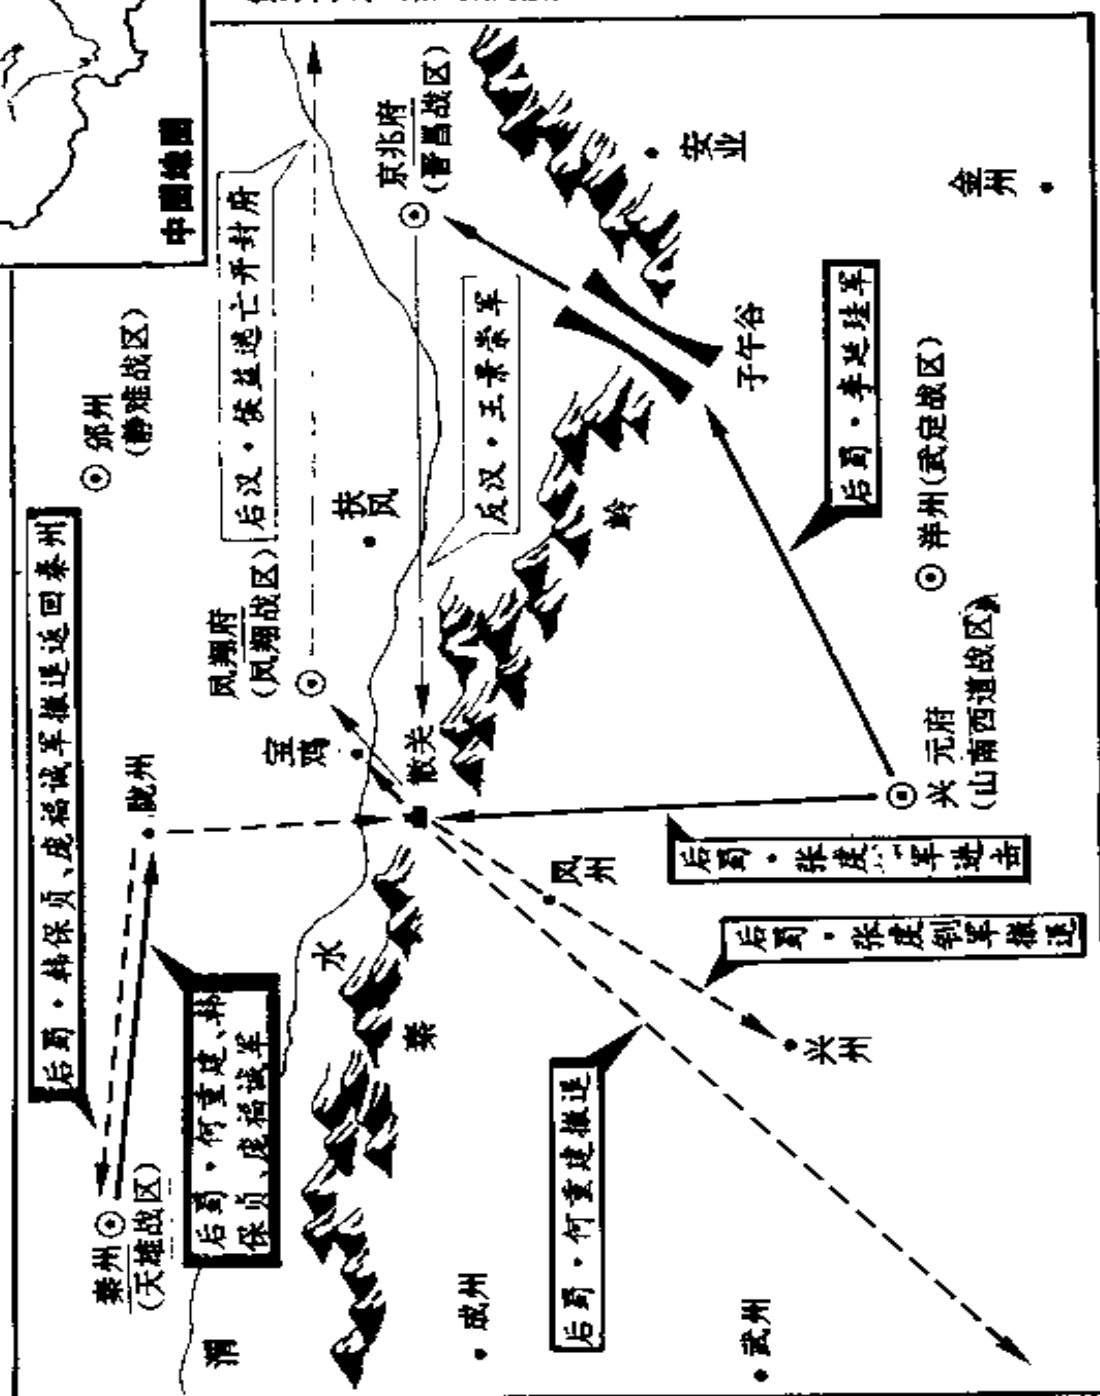 中国地图
京兆府
(晋昌战区)
安业
金州
邠州
(静难战区)
后汉·侯益逃亡开封府
反汉·王景崇军
子午谷
后蜀·李廷珪军
扶风
岭
洋州(武定战区)
凤翔府
(凤翔战区)
后蜀·韩保贞、庞福诚军撤退返回秦州
宝鸡
散关
陇州
兴元府
(山南西道战区)
后蜀·张虔 军进击
凤州
后蜀·张虔钊军撤退
水
秦
兴州
后蜀·何重建、韩
保贞、庞福诚军
后蜀·何重建撤退
秦州
(天雄战区)
渭
成州
武州